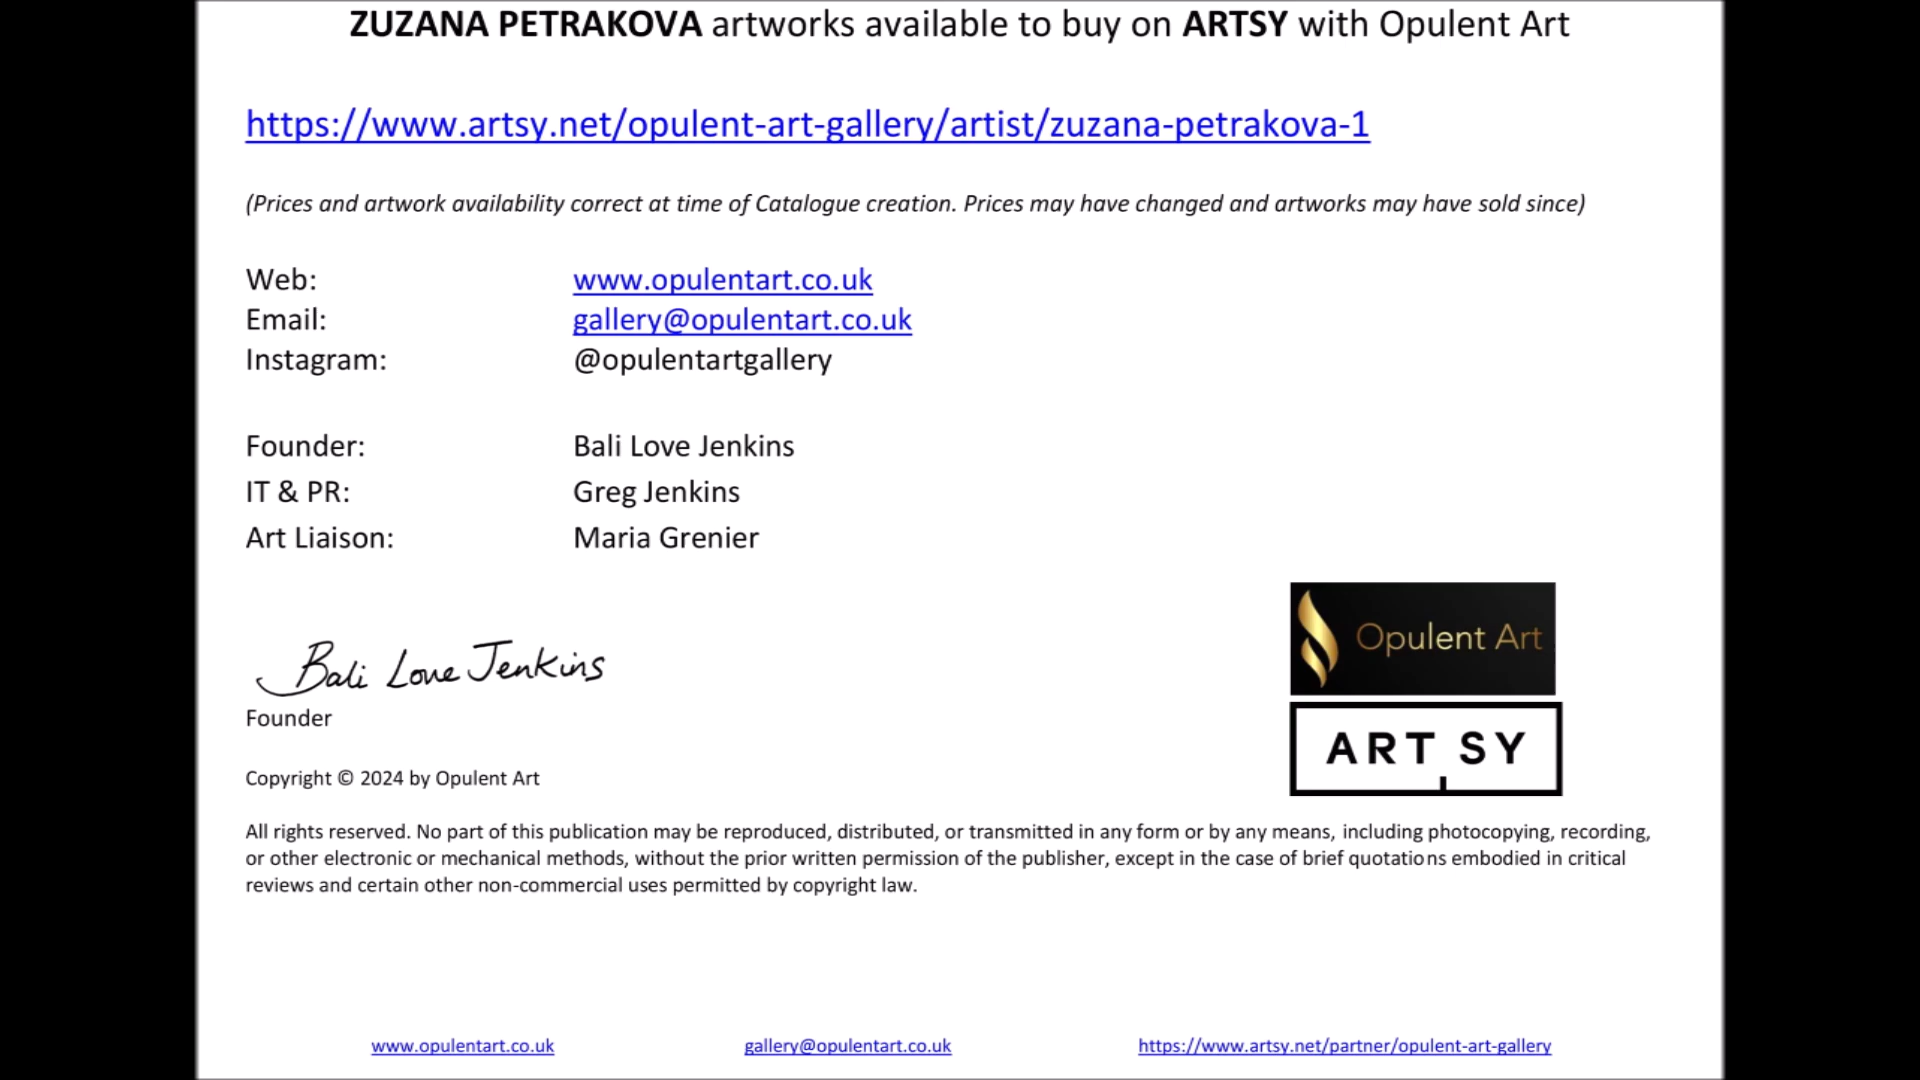 ZUZANA PETRAKOVA artworks available to buy on ARTSY with Opulent Art
https://www.artsy.net/opulent-art-gallery/artist/zuzana-petrakova-1
(Prices and artwork availability correct at time of Catalogue creation. Prices may have changed and artworks may have sold since)
Web: www.opulentart.co.uk
Email: gallery@opulentart.co.uk
Instagram: @opulentartgallery
Founder: Bali Love Jenkins
IT & PR: Greg Jenkins
Art Liaison: Maria Grenier
Opulent Art
Bali Love Jenkins
Founder
ARTSY
Copyright © 2024 by Opulent Art
All rights reserved. No part of this publication may be reproduced, distributed, or transmitted in any form or by any means, including photocopying, recording,
or other electronic or mechanical methods, without the prior written permission of the publisher, except in the case of brief quotations embodied in critical
reviews and certain other non-commercial uses permitted by copyright law.
www.opulentart.co.uk gallery@opulentart.co.uk https://www.artsy.net/partner/opulent-art-gallery